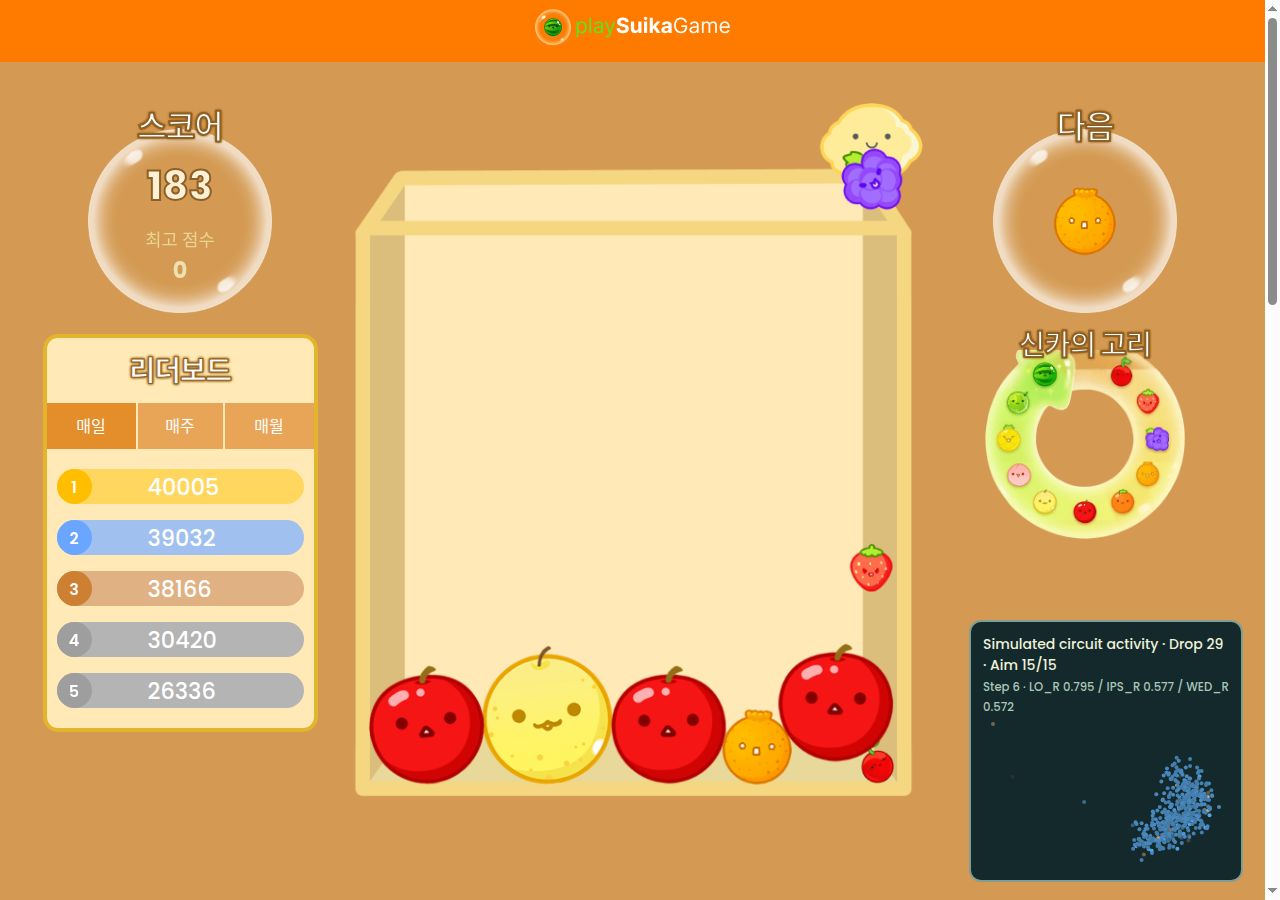 playSuikaGame
스코어
183
최고 점수
0
리더보드
매일 매주 매월
1 40005
2 39032
3 38166
4 30420
5 26336
다음
신카의 고리
Simulated circuit activity · Drop 29
· Aim 15/15
Step 6 · LO_R 0.795 / IPS_R 0.577 / WED_R
0.572